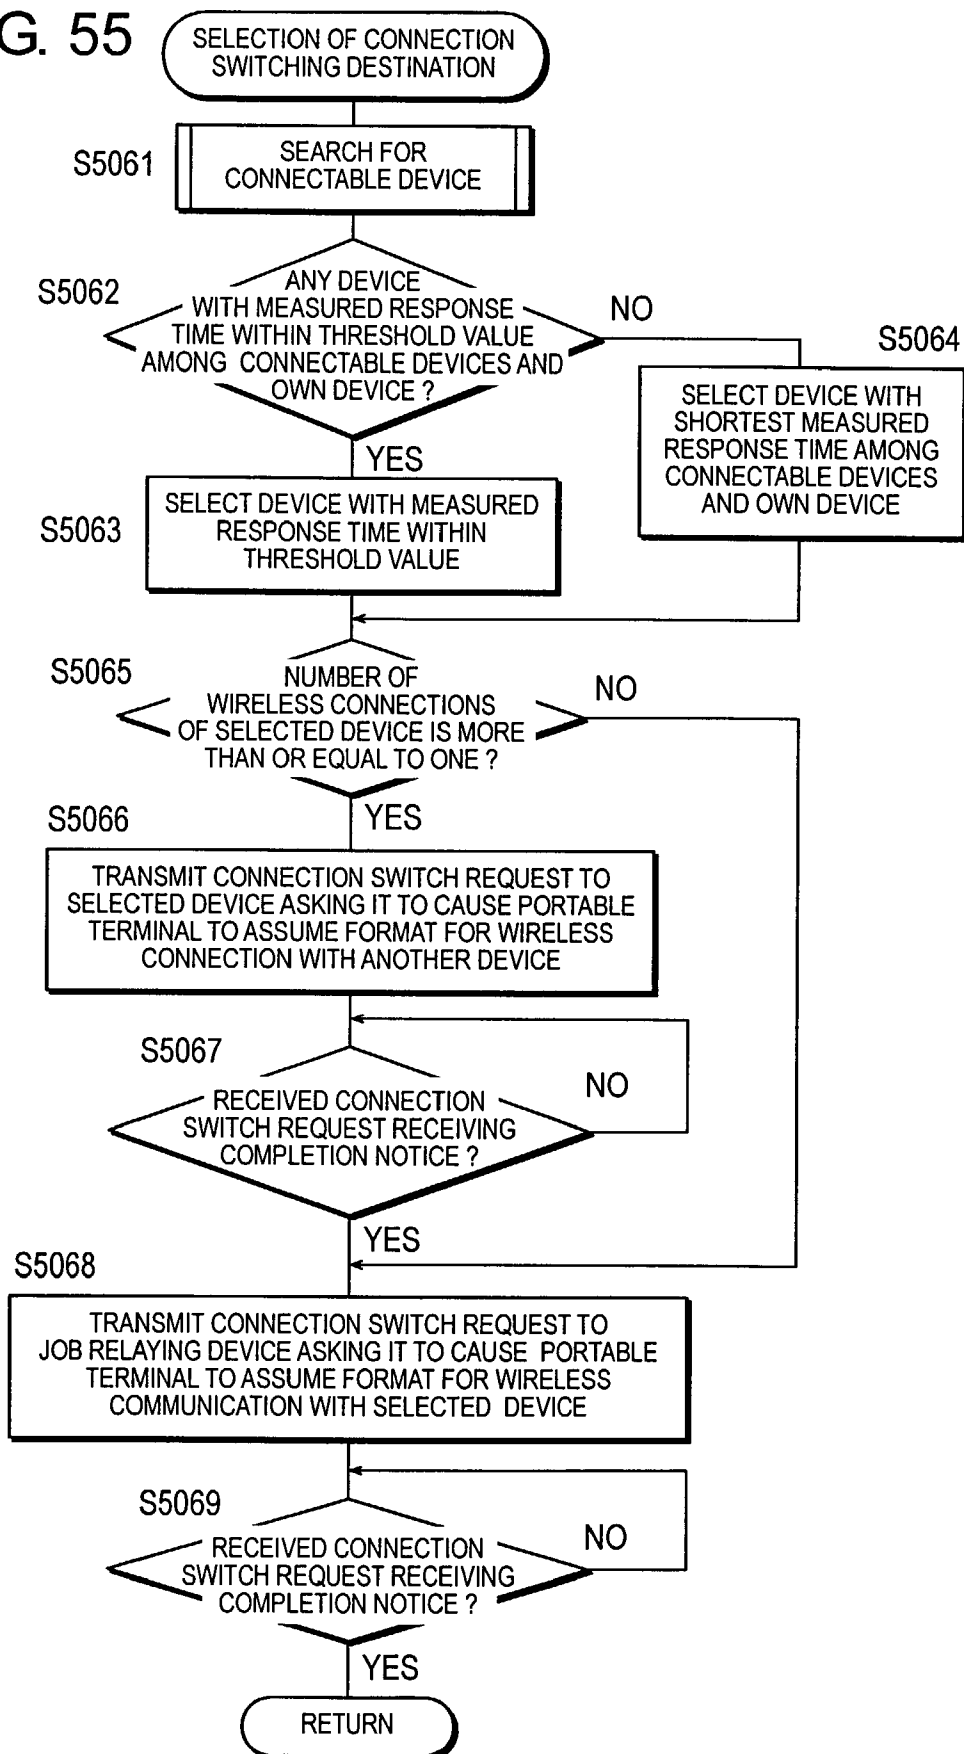 G. 55
SELECTION OF CONNECTION
SWITCHING DESTINATION
S5061
SEARCH FOR
CONNECTABLE DEVICE
S5062
ANY DEVICE
WITH MEASURED RESPONSE
TIME WITHIN THRESHOLD VALUE
AMONG CONNECTABLE DEVICES AND
OWN DEVICE ?
NO
YES
S5064
SELECT DEVICE WITH
SHORTEST MEASURED
RESPONSE TIME AMONG
CONNECTABLE DEVICES
AND OWN DEVICE
S5063
SELECT DEVICE WITH MEASURED
RESPONSE TIME WITHIN
THRESHOLD VALUE
S5065
NUMBER OF
WIRELESS CONNECTIONS
OF SELECTED DEVICE IS MORE
THAN OR EQUAL TO ONE ?
NO
YES
S5066
TRANSMIT CONNECTION SWITCH REQUEST TO
SELECTED DEVICE ASKING IT TO CAUSE PORTABLE
TERMINAL TO ASSUME FORMAT FOR WIRELESS
CONNECTION WITH ANOTHER DEVICE
S5067
RECEIVED CONNECTION
SWITCH REQUEST RECEIVING
COMPLETION NOTICE ?
NO
YES
S5068
TRANSMIT CONNECTION SWITCH REQUEST TO
JOB RELAYING DEVICE ASKING IT TO CAUSE PORTABLE
TERMINAL TO ASSUME FORMAT FOR WIRELESS
COMMUNICATION WITH SELECTED DEVICE
S5069
RECEIVED CONNECTION
SWITCH REQUEST RECEIVING
COMPLETION NOTICE ?
NO
YES
RETURN